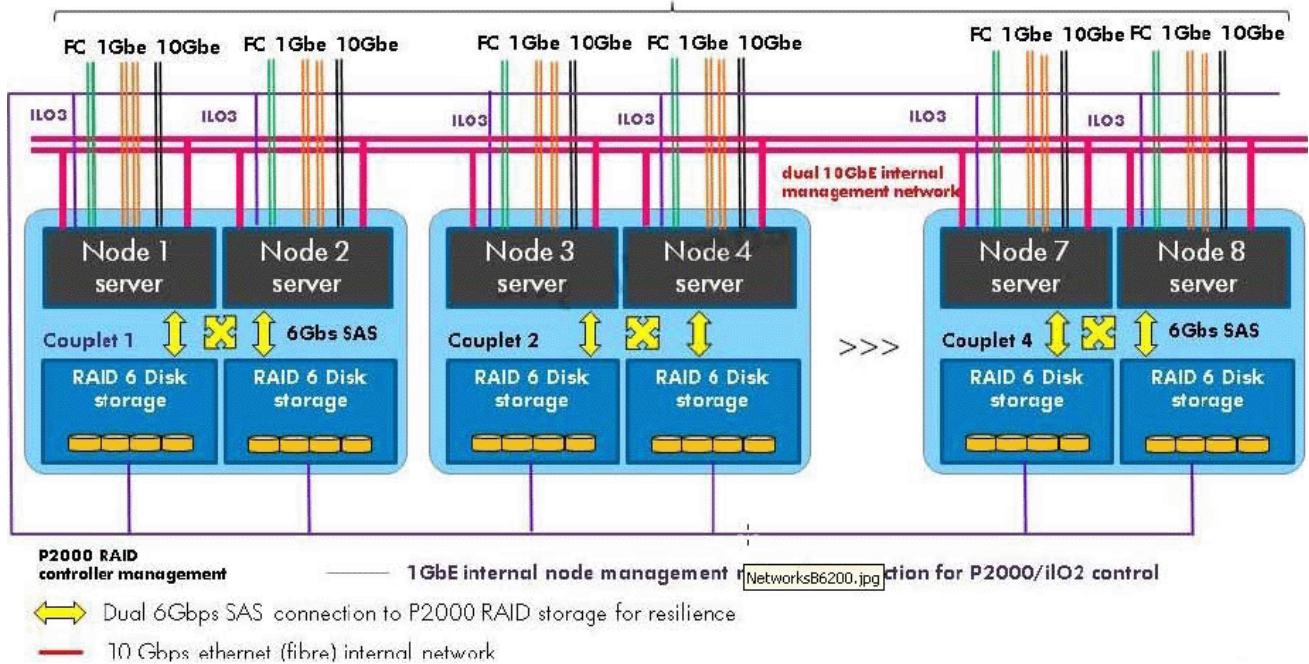 FC 1Gbe 10Gbe FC 1Gbe 10Gbe FC 1Gbe 10Gbe FC 1Gbe 10Gbe FC 1Gbe 10Gbe FC 1Gbe 10Gbe
ILO3 ILO3 ILO3 ILO3 ILO3 ILO3
dual 10GbE internal
management network
Node 1
server
Node 2
server
Node 3
server
Node 4
server
Node 7
server
Node 8
server
Couplet 1
6Gbs SAS
Couplet 2
>>>
Couplet 4
6Gbs SAS
RAID 6 Disk
storage
RAID 6 Disk
storage
RAID 6 Disk
storage
RAID 6 Disk
storage
RAID 6 Disk
storage
RAID 6 Disk
storage
P2000 RAID
controller management
1GbE internal node management
NetworksB6200.jpg
ction for P2000/ilO2 control
Dual 6Gbps SAS connection to P2000 RAID storage for resilience
10 Gbps ethernet (fibre) internal network